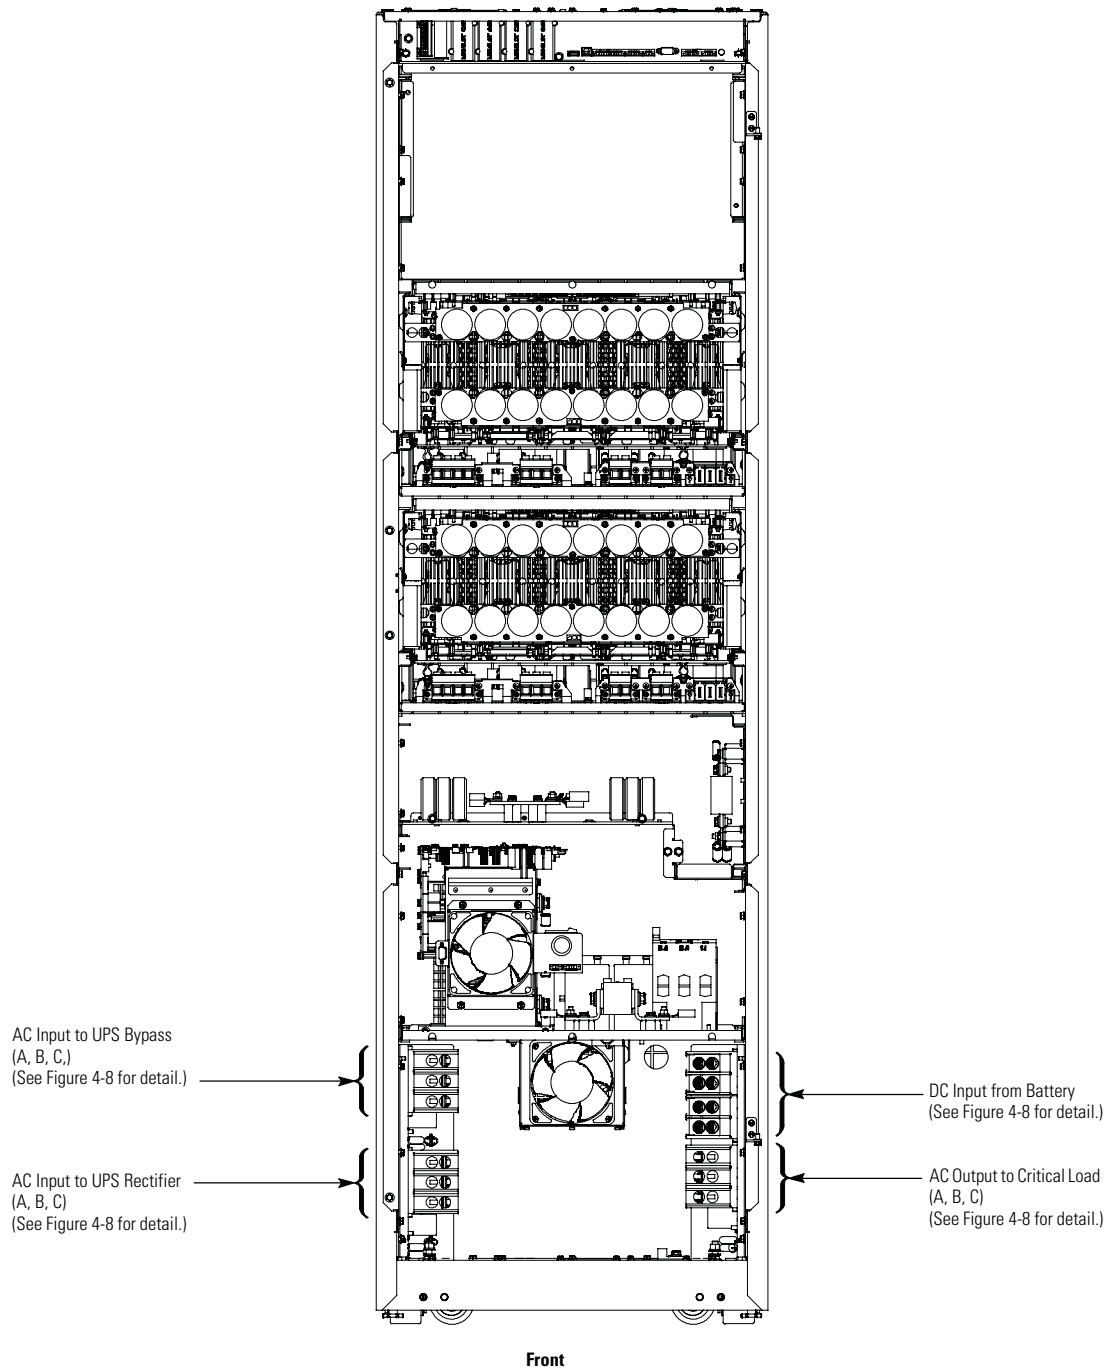 AC Input to UPS Bypass
(A, B, C,)
(See Figure 4-8 for detail.)
AC Input to UPS Rectifier
(A, B, C)
(See Figure 4-8 for detail.)
DC Input from Battery
(See Figure 4-8 for detail.)
AC Output to Critical Load
(A, B, C)
(See Figure 4-8 for detail.)
Front